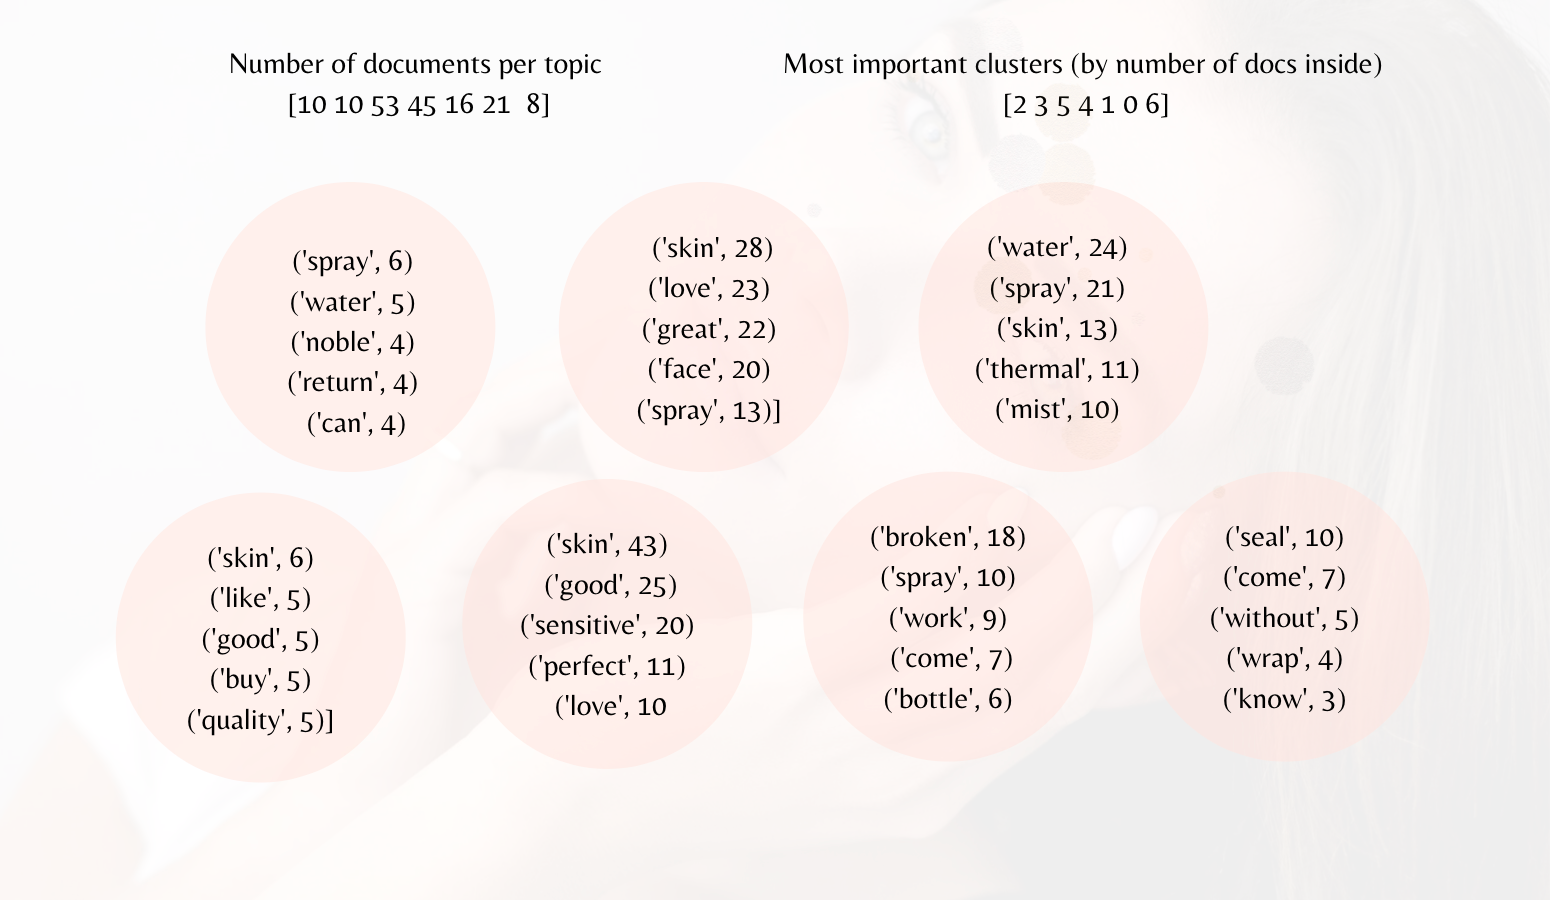 Number of documents per topic
[10 10 53 45 16 21  8]
Most important clusters (by number of docs inside)
[2 3 5 4 1 0 6]
('spray', 6)
('water', 5)
('noble', 4)
('return', 4)
('can', 4)
('skin', 28)
('love', 23)
('great', 22)
('face', 20)
('spray', 13)]
('water', 24)
('spray', 21)
('skin', 13)
('thermal', 11)
('mist', 10)
('skin', 6)
('like', 5)
('good', 5)
('buy', 5)
('quality', 5)]
('skin', 43)
('good', 25)
('sensitive', 20)
('perfect', 11)
('love', 10
('broken', 18)
('spray', 10)
('work', 9)
('come', 7)
('bottle', 6)
('seal', 10)
('come', 7)
('without', 5)
('wrap', 4)
('know', 3)